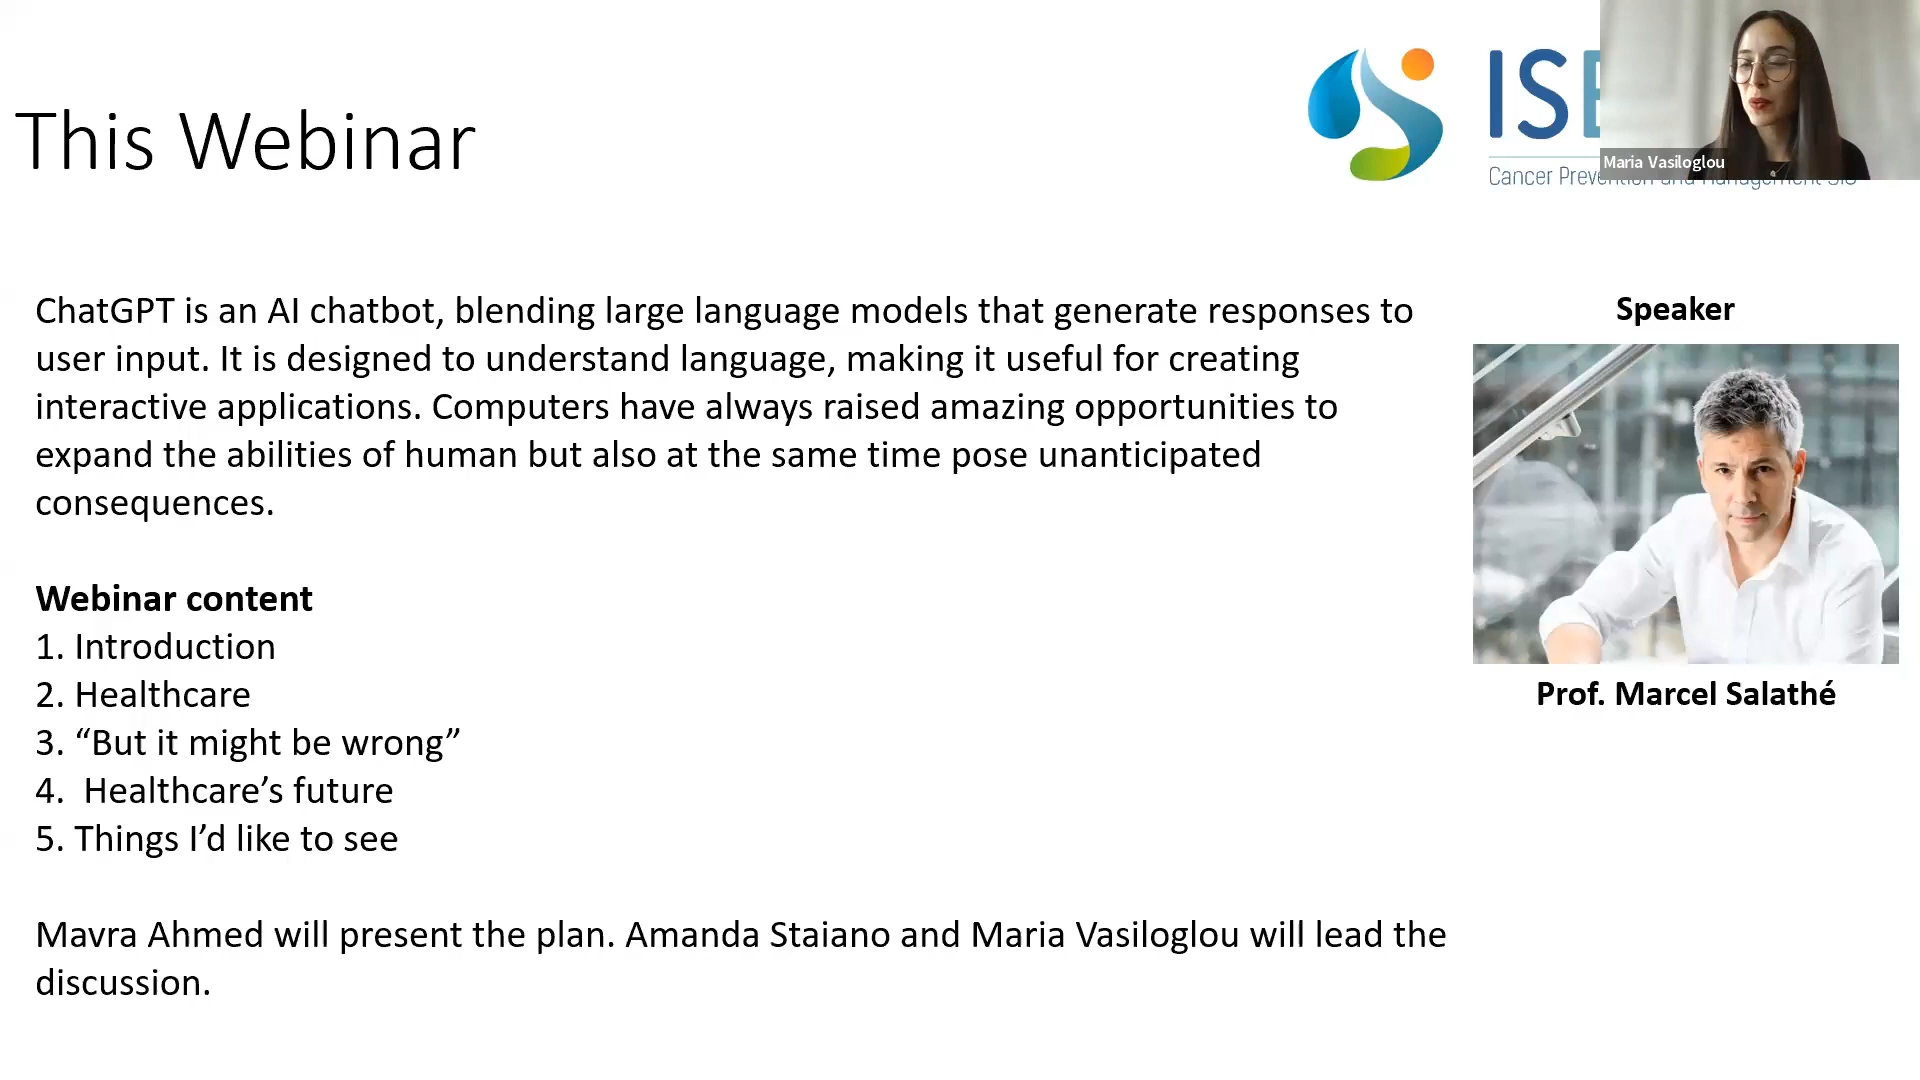 This Webinar
IS
Maria Vasiloglou
Cancer Prevention and Management SIG
ChatGPT is an AI chatbot, blending large language models that generate responses to
user input. It is designed to understand language, making it useful for creating
interactive applications. Computers have always raised amazing opportunities to
expand the abilities of human but also at the same time pose unanticipated
consequences.
Speaker
Prof. Marcel Salathé
Webinar content
1. Introduction
2. Healthcare
3. “But it might be wrong”
4.  Healthcare’s future
5. Things I’d like to see
Mavra Ahmed will present the plan. Amanda Staiano and Maria Vasiloglou will lead the
discussion.